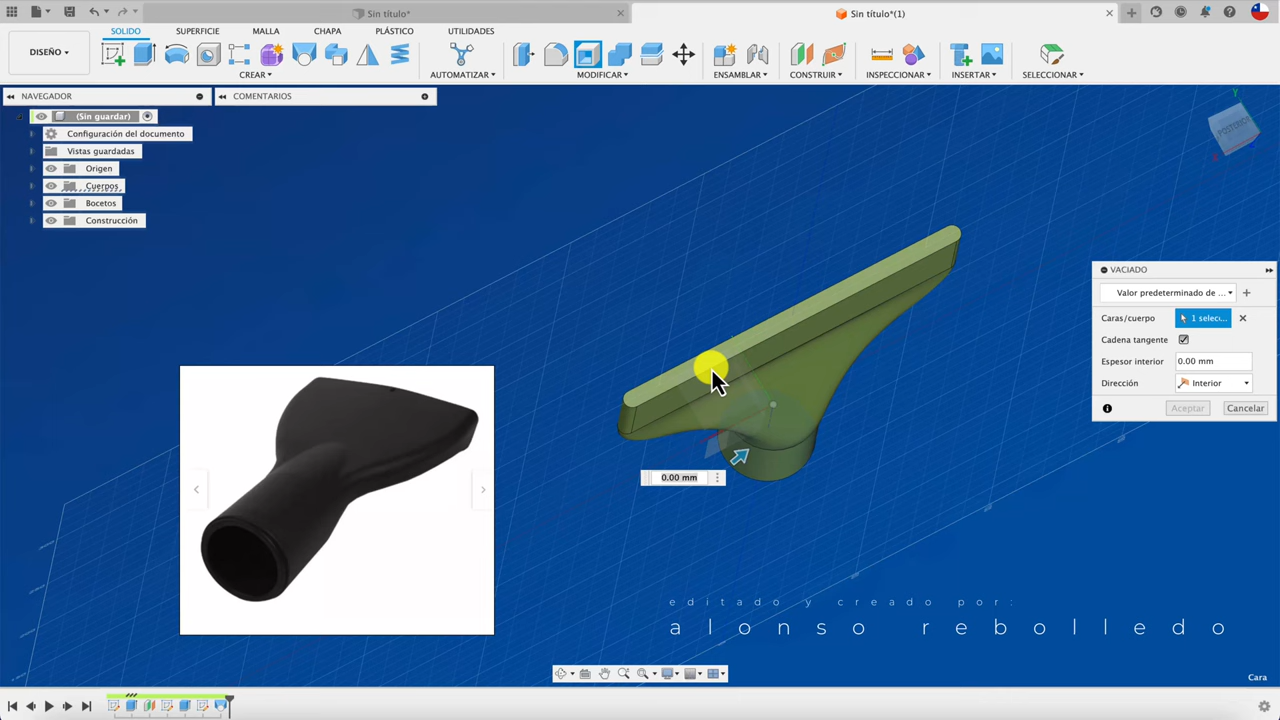 Sin título*
Sin título*(1)
DISEÑO
SOLIDO
SUPERFICIE
MALLA
CHAPA
PLÁSTICO
UTILIDADES
CREAR
AUTOMATIZAR
MODIFICAR
ENSAMBLAR
CONSTRUIR
INSPECCIONAR
INSERTAR
SELECCIONAR
NAVEGADOR
COMENTARIOS
(Sin guardar)
Configuración del documento
Vistas guardadas
Origen
Cuerpos
Bocetos
Construcción
POSTERIOR
Y
VACIADO
Valor predeterminado de ...
Caras/cuerpo
1 selec...
Cadena tangente
Espesor interior
0.00 mm
Dirección
Interior
Aceptar
Cancelar
0.00 mm
editado y creado por:
alonso rebolledo
Cara